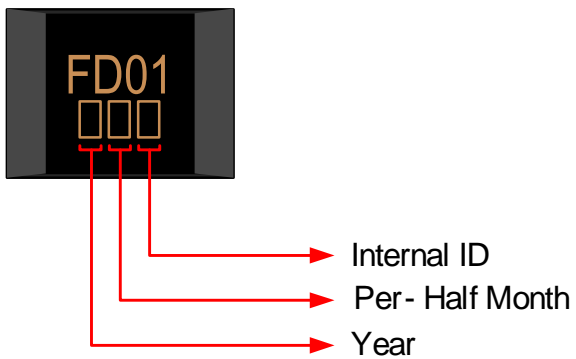 FD01
Internal ID
Per - Half Month
Year